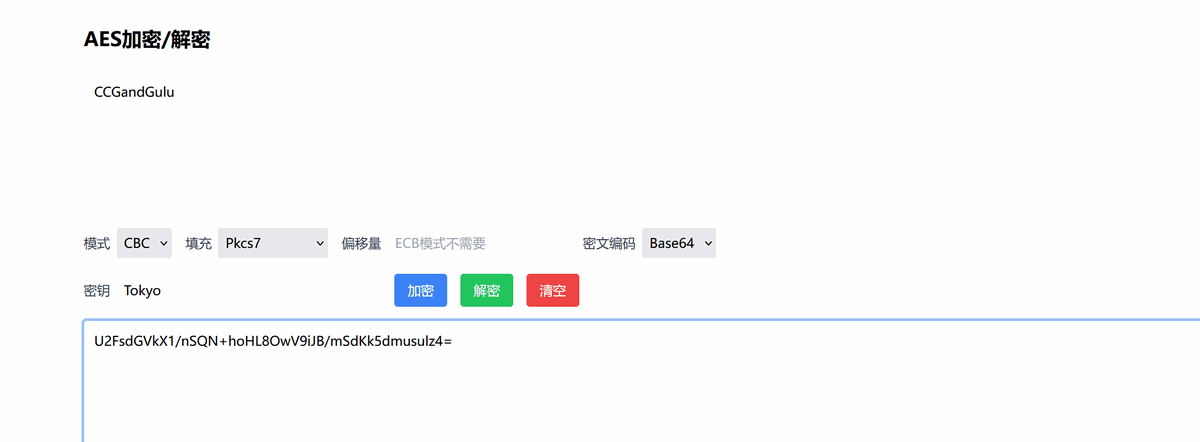 AES加密/解密
CCGandGulu
模式 CBC 填充 Pkcs7 偏移量 ECB模式不需要 密文编码 Base64
密钥 Tokyo 加密 解密 清空
U2FsdGVkX1/nSQN+hoHL8OwV9iJB/mSdKk5dmusulz4=